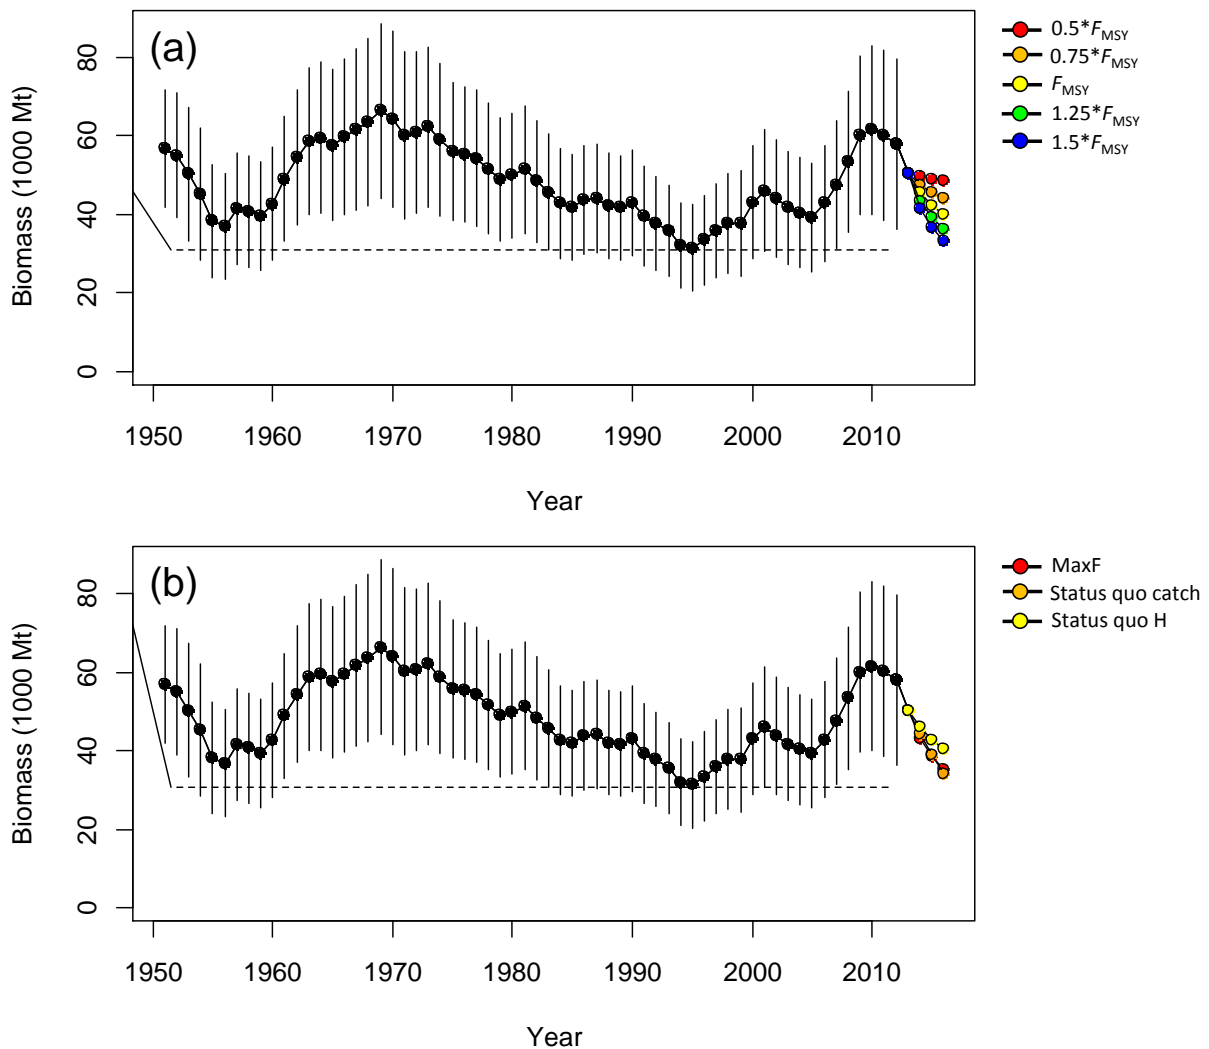 (a)
0.5*FMSY
0.75*FMSY
FMSY
1.25*FMSY
1.5*FMSY
Biomass (1000 Mt)
80
60
40
20
0
1950 1960 1970 1980 1990 2000 2010
Year
(b)
MaxF
Status quo catch
Status quo H
Biomass (1000 Mt)
80
60
40
20
0
1950 1960 1970 1980 1990 2000 2010
Year